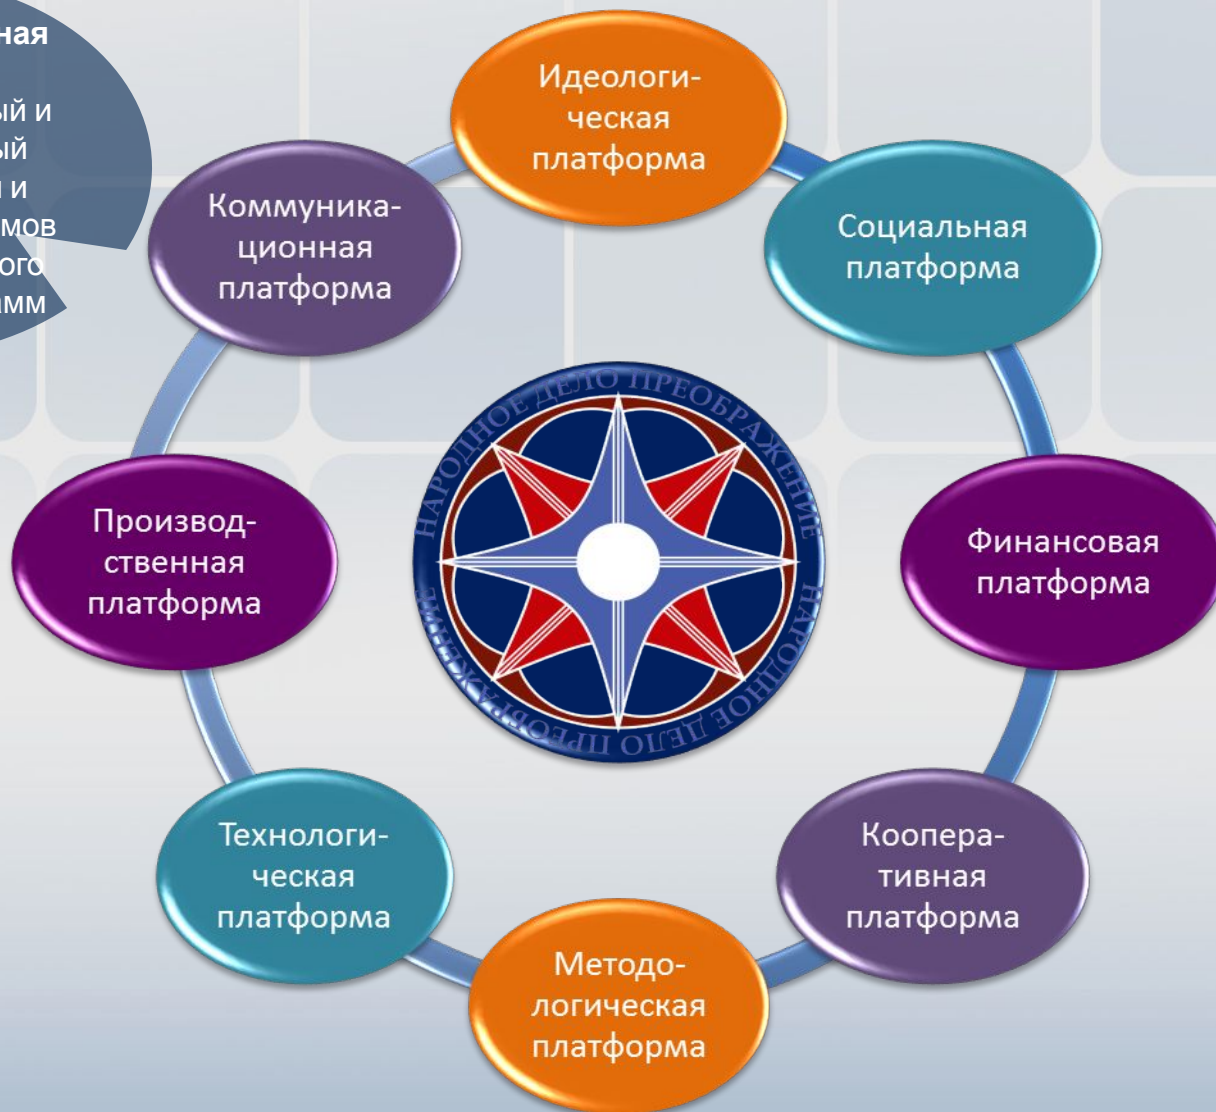 ная
ый и
ый
и и
мов
ого
амм
Идеологи-
ческая
платформа
Социальная
платформа
Финансовая
платформа
Коопера-
тивная
платформа
Методо-
логическая
платформа
Технологи-
ческая
платформа
Производ-
ственная
платформа
Коммуника-
ционная
платформа
НАРОДНОЕ ДЕЛО ПРЕОБРАЖЕНИЕ
НАРОДНОЕ ДЕЛО ПРЕОБРАЖЕНИЕ